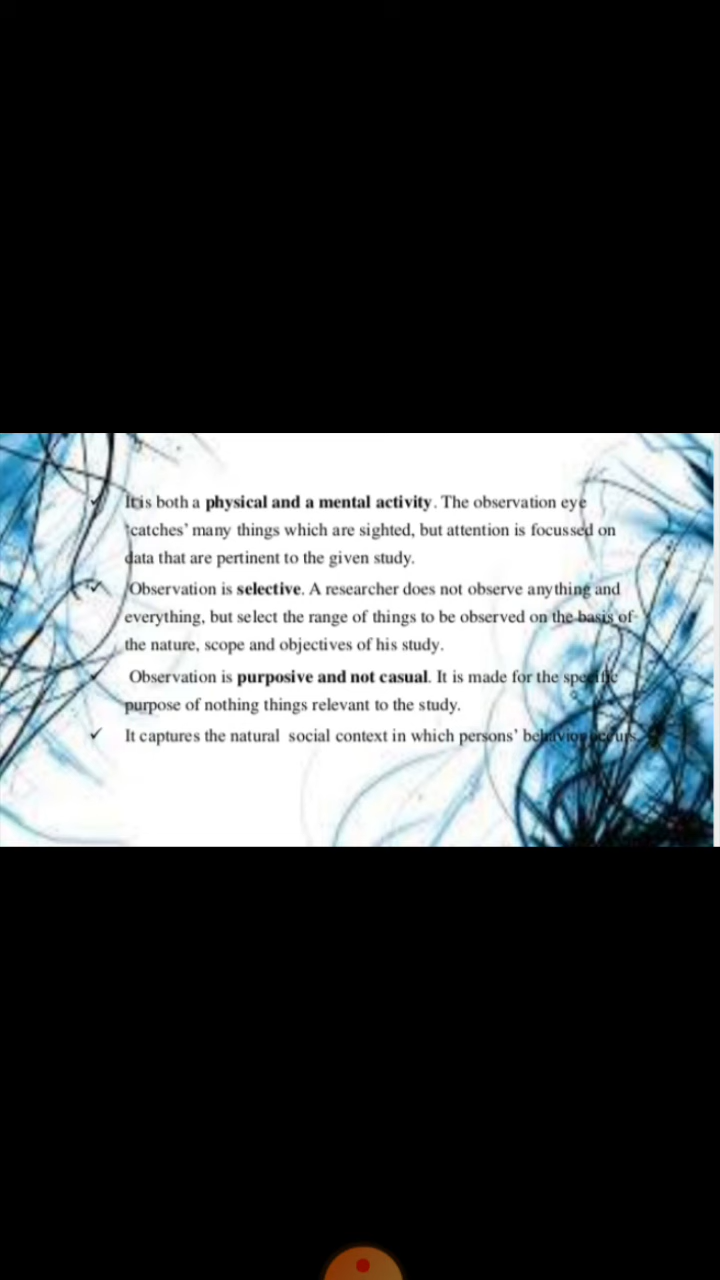 ✓ It is both a physical and a mental activity. The observation eye
'catches' many things which are sighted, but attention is focussed on
data that are pertinent to the given study.
✓ Observation is selective. A researcher does not observe anything and
everything, but select the range of things to be observed on the basis of
the nature, scope and objectives of his study.
✓ Observation is purposive and not casual. It is made for the specific
purpose of nothing things relevant to the study.
✓ It captures the natural social context in which persons' behavior occurs.